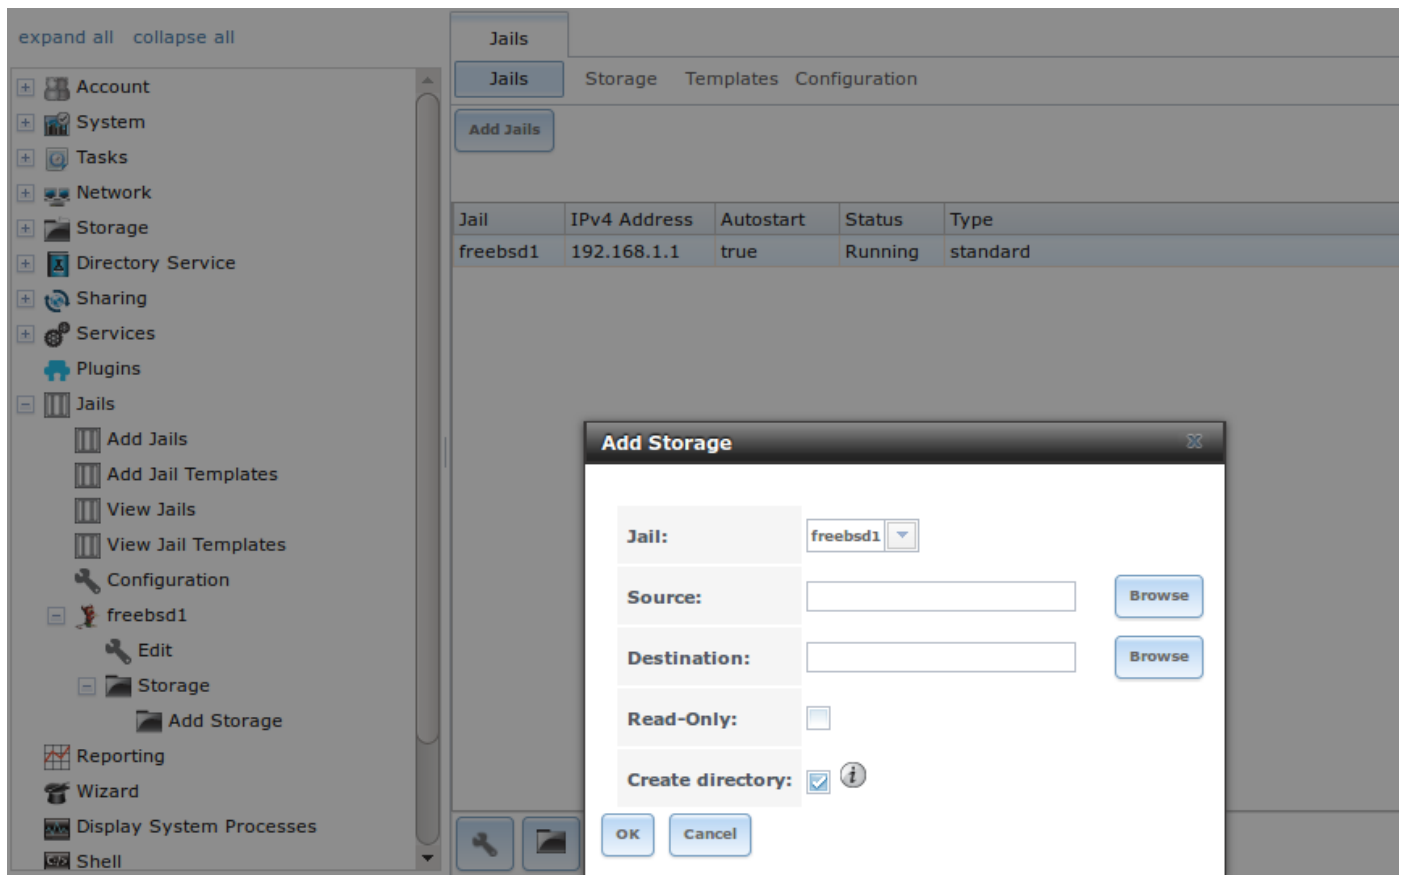 expand all collapse all
Account
System
Tasks
Network
Storage
Directory Service
Sharing
Services
Plugins
Jails
Add Jails
Add Jail Templates
View Jails
View Jail Templates
Configuration
freebsd1
Edit
Storage
Add Storage
Reporting
Wizard
Display System Processes
Shell
Jails
Jails Storage Templates Configuration
Add Jails
Jail IPv4 Address Autostart Status Type
freebsd1 192.168.1.1 true Running standard
Add Storage
Jail: freebsd1
Source: Browse
Destination: Browse
Read-Only:
Create directory: i
OK Cancel